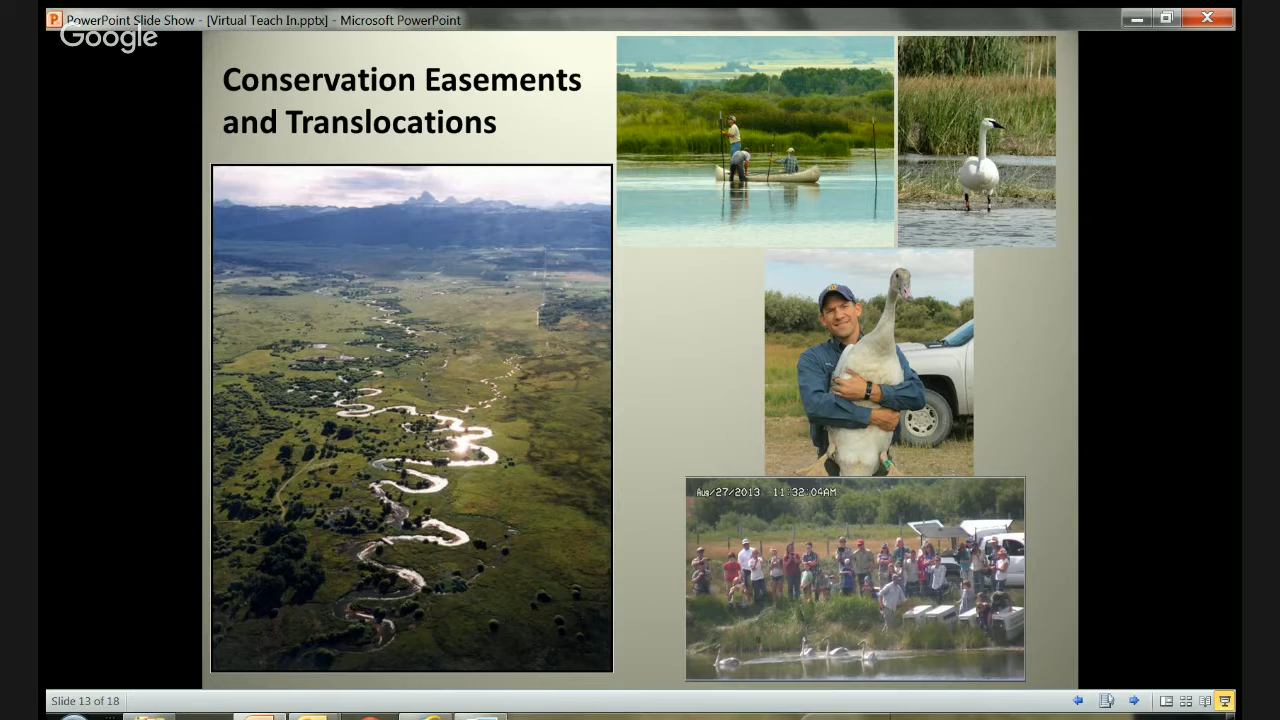 PowerPoint Slide Show - [Virtual Teach In.pptx] - Microsoft PowerPoint
Google
Conservation Easements
and Translocations
Aug/27/2013 11:32:04AM
Slide 13 of 18